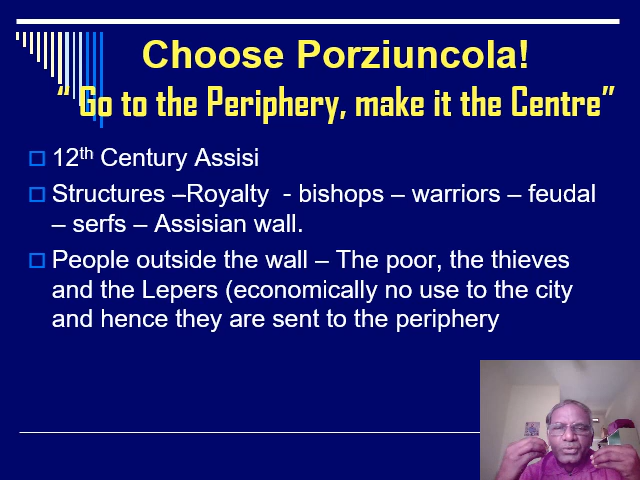 Choose Porziuncola!
“ Go to the Periphery, make it the Centre”
12th Century Assisi
Structures –Royalty - bishops – warriors – feudal
– serfs – Assisian wall.
People outside the wall – The poor, the thieves
and the Lepers (economically no use to the city
and hence they are sent to the periphery